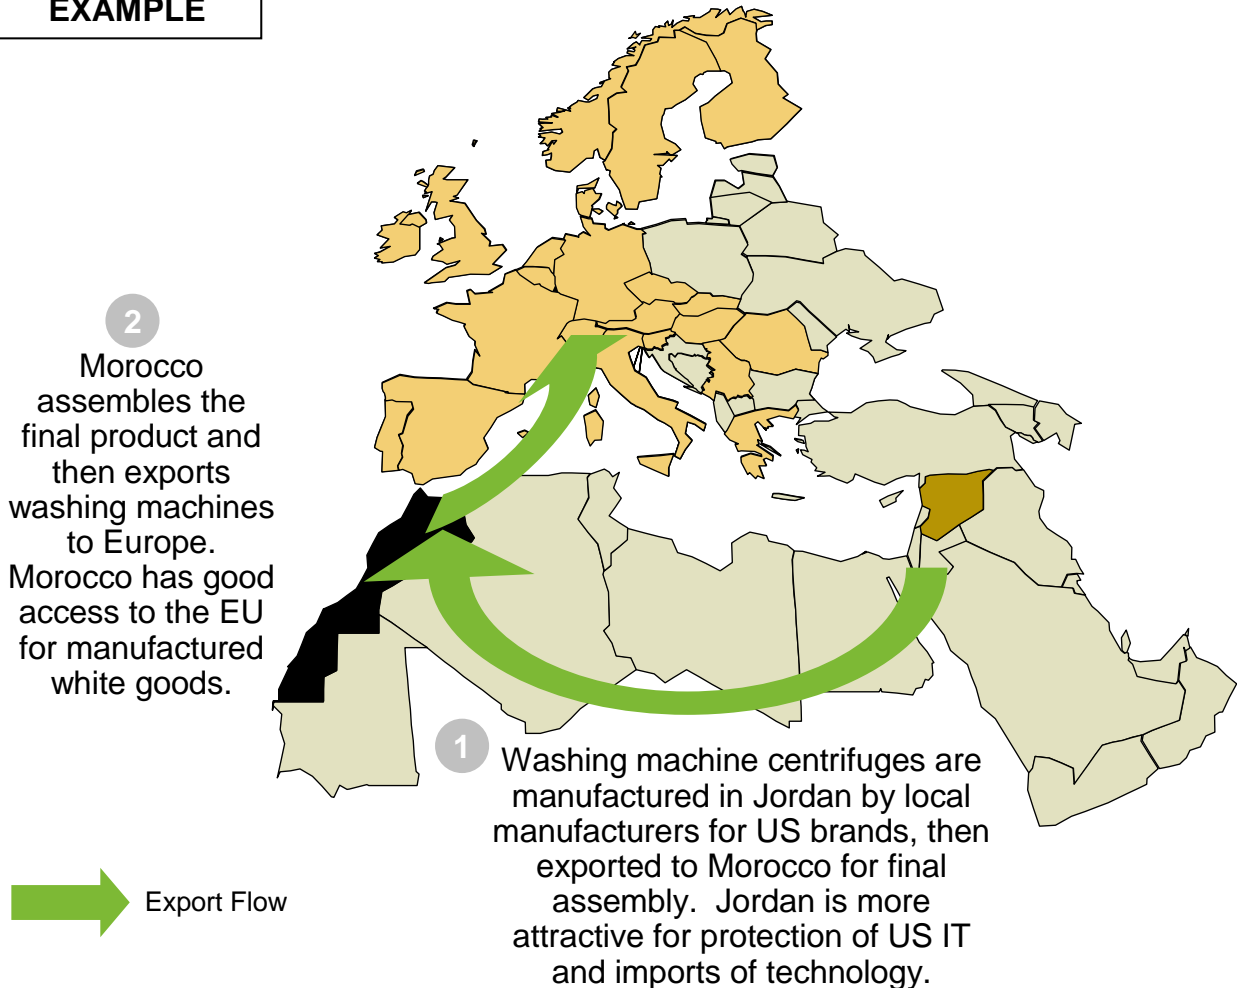 EXAMPLE
2
Morocco
assembles the
final product and
then exports
washing machines
to Europe.
Morocco has good
access to the EU
for manufactured
white goods.
1
Washing machine centrifuges are
manufactured in Jordan by local
manufacturers for US brands, then
exported to Morocco for final
assembly.  Jordan is more
attractive for protection of US IT
and imports of technology.
Export Flow